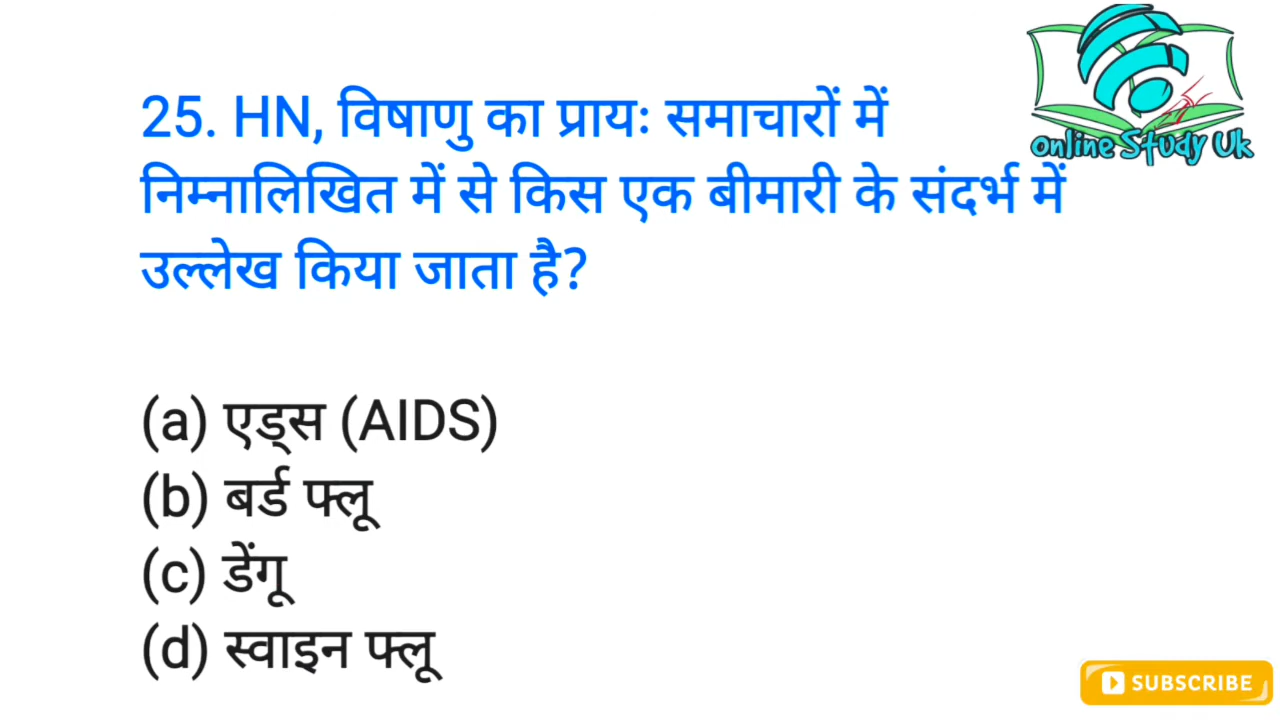 25. HN, विषाणु का प्रायः समाचारों में
निम्नालिखित में से किस एक बीमारी के संदर्भ में
उल्लेख किया जाता है?
(a) एड्स (AIDS)
(b) बर्ड फ्लू
(c) डेंगू
(d) स्वाइन फ्लू
Online Study Uk
SUBSCRIBE